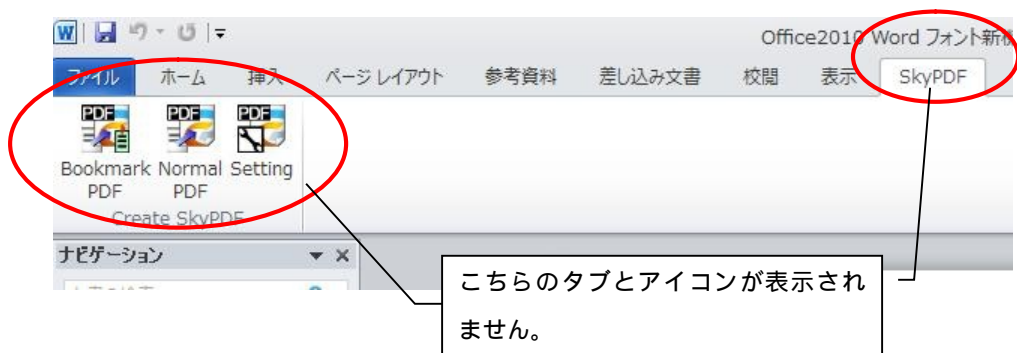 W
Office2010 Word フォント新機
ファイル ホーム 挿入 ページ レイアウト 参考資料 差し込み文書 校閲 表示 SkyPDF
PDF PDF PDF
Bookmark PDF
Normal PDF
Setting
Create SkyPDF
ナビゲーション
こちらのタブとアイコンが表示され
ません。